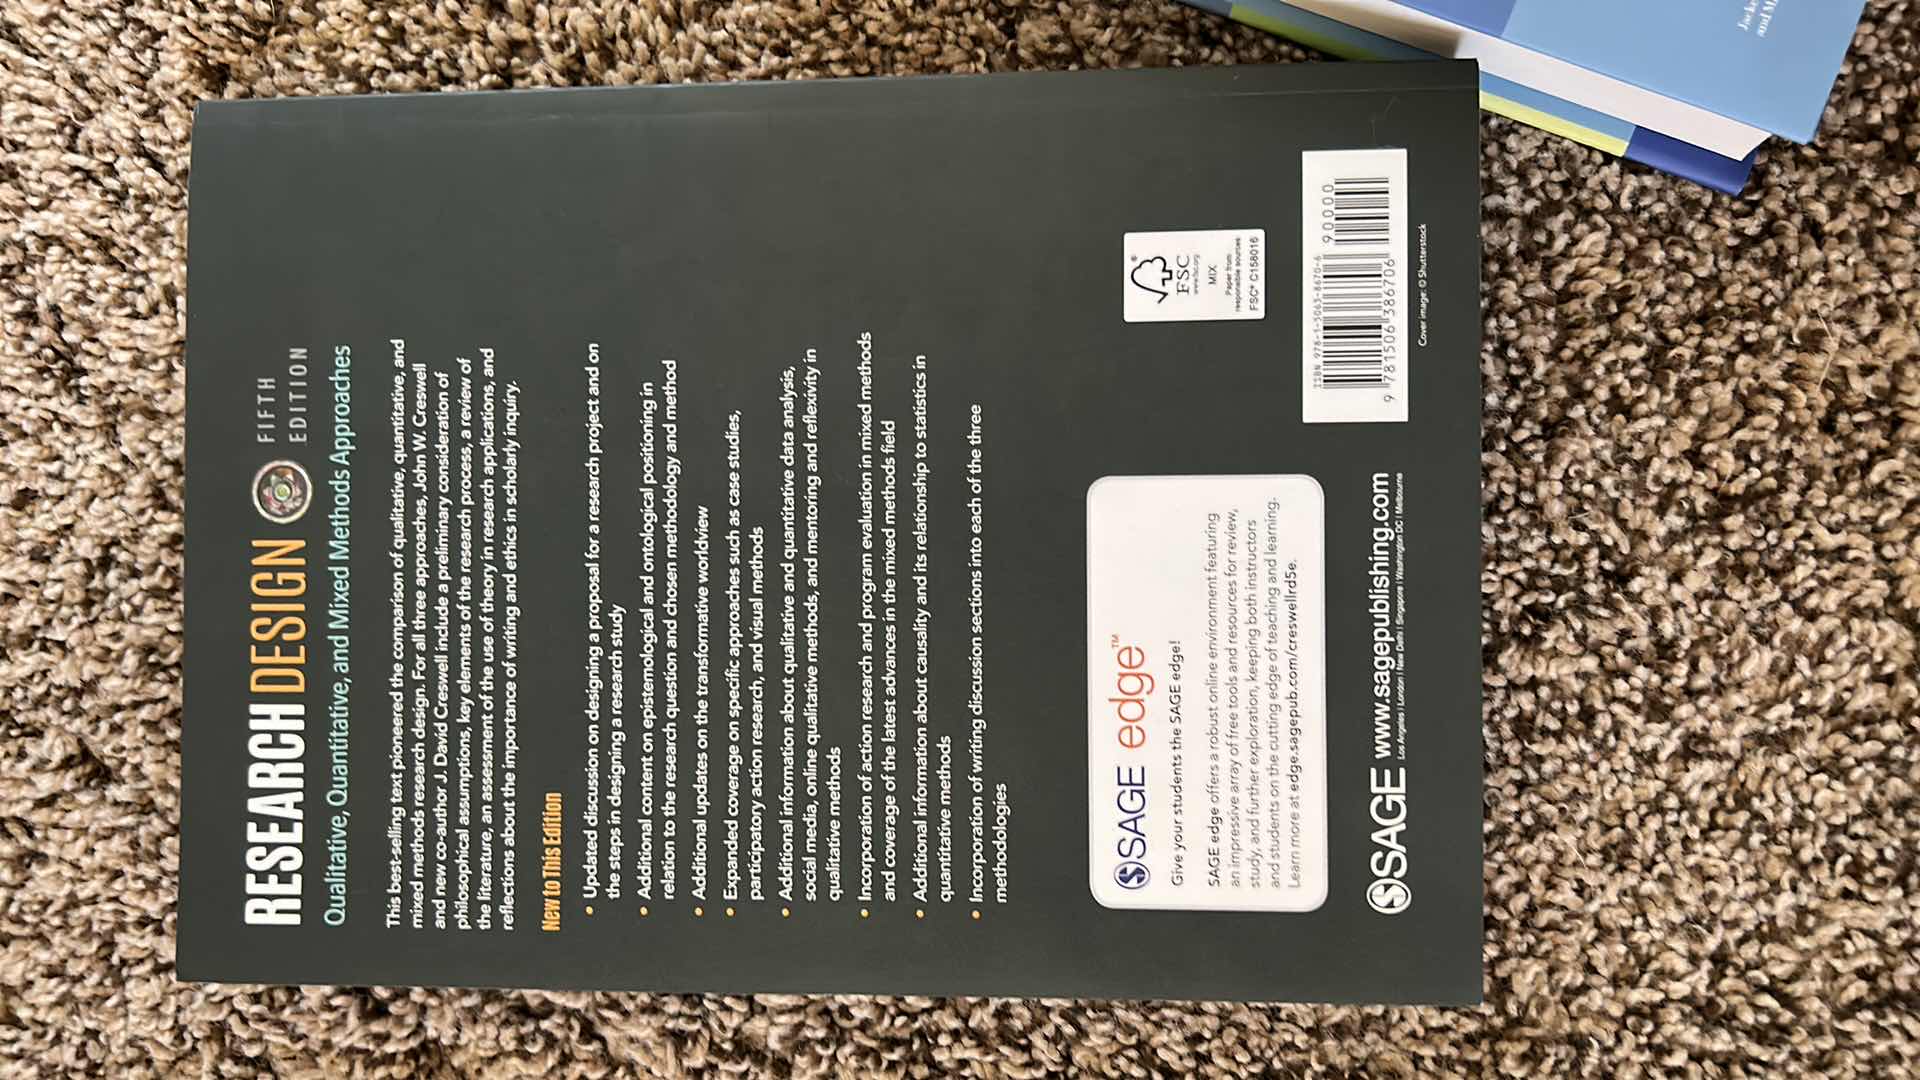 RESEARCH DESIGN FIFTH EDITION
Qualitative, Quantitative, and Mixed Methods Approaches
This best-selling text pioneered the comparison of qualitative, quantitative, and
mixed methods research design. For all three approaches, John W. Creswell
and new co-author J. David Creswell include a preliminary consideration of
philosophical assumptions, key elements of the research process, a review of
the literature, an assessment of the use of theory in research applications, and
reflections about the importance of writing and ethics in scholarly inquiry.
New to This Edition
• Updated discussion on designing a proposal for a research project and on
the steps in designing a research study
• Additional content on epistemological and ontological positioning in
relation to the research question and chosen methodology and method
• Additional updates on the transformative worldview
• Expanded coverage on specific approaches such as case studies,
participatory action research, and visual methods
• Additional information about qualitative and quantitative data analysis,
social media, online qualitative methods, and mentoring and reflexivity in
qualitative methods
• Incorporation of action research and program evaluation in mixed methods
and coverage of the latest advances in the mixed methods field
• Additional information about causality and its relationship to statistics in
quantitative methods
• Incorporation of writing discussion sections into each of the three
methodologies
SAGE edge™
Give your students the SAGE edge!
SAGE edge offers a robust online environment featuring
an impressive array of free tools and resources for review,
study, and further exploration, keeping both instructors
and students on the cutting edge of teaching and learning.
Learn more at edge.sagepub.com/creswellrd5e.
FSC®
www.fsc.org
MIX
Paper from
responsible sources
FSC® C158016
SAGE www.sagepublishing.com
Los Angeles | London | New Delhi | Singapore | Washington DC | Melbourne
ISBN 978-1-5063-8670-6
90000
9 781506 386706
Cover image: © Shutterstock
and M